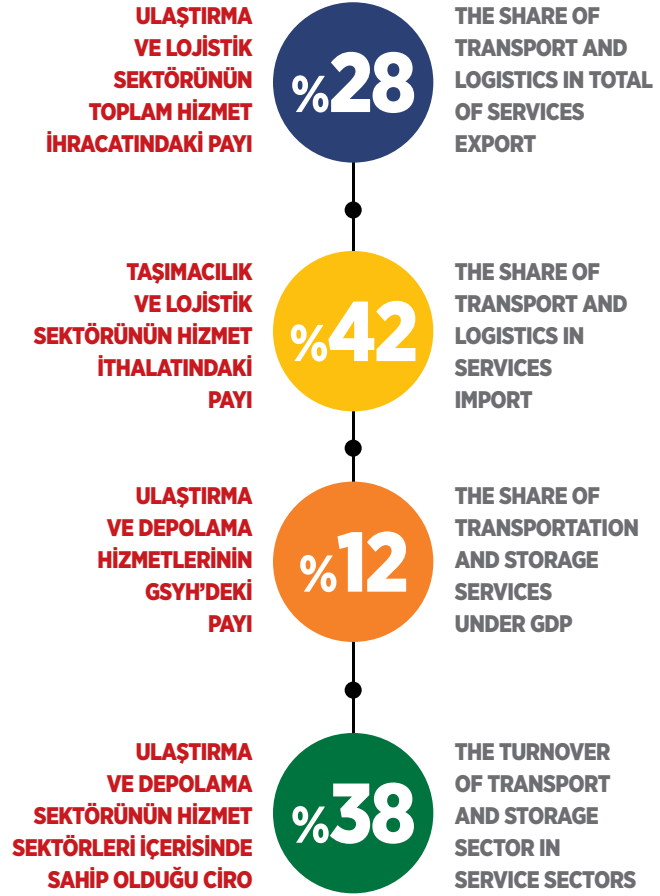 ULAŞTIRMA
VE LOJİSTİK
SEKTÖRÜNÜN
TOPLAM HİZMET
İHRACATINDAKİ PAYI
%28
THE SHARE OF
TRANSPORT AND
LOGISTICS IN TOTAL
OF SERVICES
EXPORT
TAŞIMACILIK
VE LOJİSTİK
SEKTÖRÜNÜN HİZMET
İTHALATINDAKİ
PAYI
%42
THE SHARE OF
TRANSPORT AND
LOGISTICS IN
SERVICES
IMPORT
ULAŞTIRMA
VE DEPOLAMA
HİZMETLERİNİN
GSYH’DEKİ
PAYI
%12
THE SHARE OF
TRANSPORTATION
AND STORAGE
SERVICES
UNDER GDP
ULAŞTIRMA
VE DEPOLAMA
SEKTÖRÜNÜN HİZMET
SEKTÖRLERİ İÇERİSİNDE
SAHİP OLDUĞU CİRO
%38
THE TURNOVER
OF TRANSPORT
AND STORAGE
SECTOR IN
SERVICE SECTORS